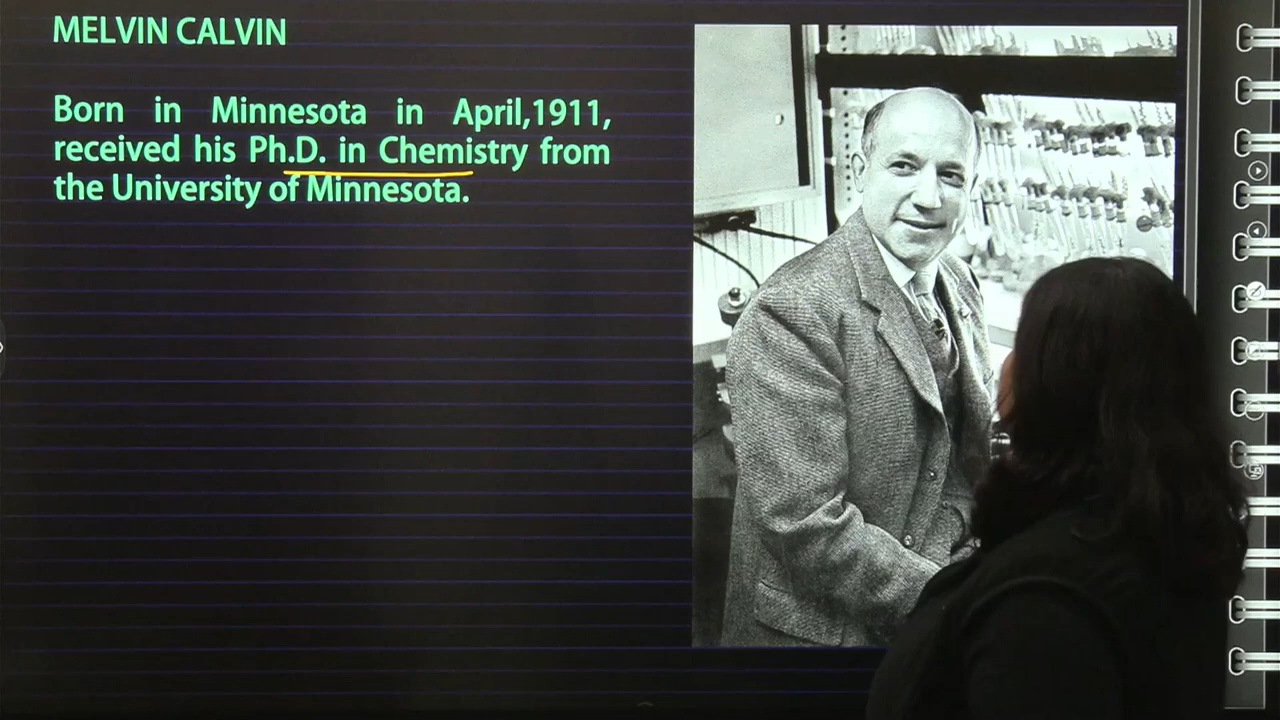 MELVIN CALVIN
Born in Minnesota in April,1911,
received his Ph.D. in Chemistry from
the University of Minnesota.